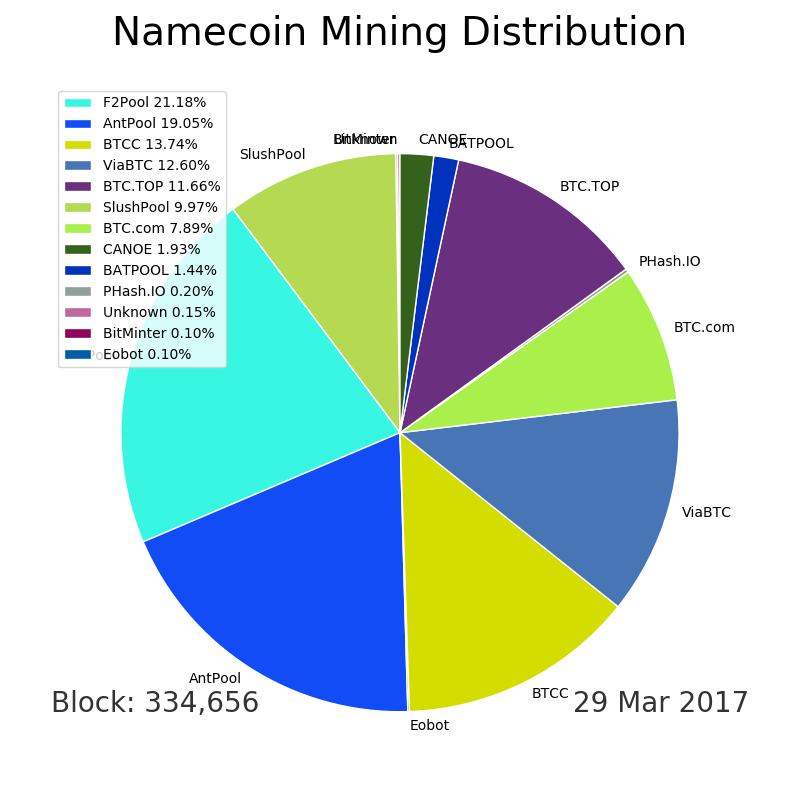 Namecoin Mining Distribution
F2Pool 21.18%
AntPool 19.05%
BTCC 13.74%
ViaBTC 12.60%
BTC.TOP 11.66%
SlushPool 9.97%
BTC.com 7.89%
CANOE 1.93%
BATPOOL 1.44%
PHash.IO 0.20%
Unknown 0.15%
BitMinter 0.10%
Eobot 0.10%
SlushPool
BitMinter
CANOE
BATPOOL
BTC.TOP
PHash.IO
BTC.com
ViaBTC
BTCC
Eobot
AntPool
Block: 334,656
29 Mar 2017